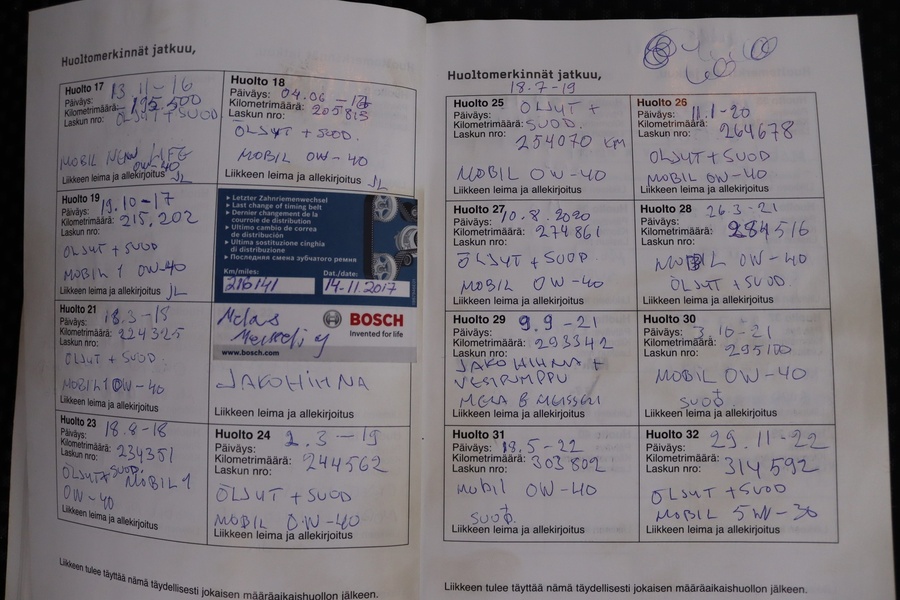 Huoltomerkinnät jatkuu,
Huolto 17
13.11-16
Päiväys:
Kilometrimäärä: 195500
Laskun nro: ÖLJYT + SUOD
MOBIL NEW LIFE
0W-40
Liikkeen leima ja allekirjoitus JL
Huolto 18
Päiväys: 04.06 -17
Kilometrimäärä: 205815
Laskun nro:
ÖLJYT + SUOD.
MOBIL 0W-40
Liikkeen leima ja allekirjoitus
JL
Huolto 19
Päiväys: 19.10-17
Kilometrimäärä: 215,202
Laskun nro:
ÖLJYT + SUOD
MOBIL 1 0W-40
Liikkeen leima ja allekirjoitus JL
▸ Letzter Zahnriemenwechsel
▸ Last change of timing belt
▸ Dernier changement de la
courroie de distribution
▸ Ultimo cambio de correa
de distribución
▸ Ultima sostituzione cinghia
di distribuzione
▸ Последняя смена зубчатого ремня
Km/miles: Dat./date:
216141 14-11.2017
BOSCH
Invented for life
www.bosch.com
JAKOHIHNA
Liikkeen leima ja allekirjoitus
Huolto 21
Päiväys: 18.3-18
Kilometrimäärä: 224325
Laskun nro:
ÖLJYT + SUOD.
MOBIL 1 0W-40
Liikkeen leima ja allekirjoitus
Huolto 23
Päiväys: 18.8-18
Kilometrimäärä: 234351
Laskun nro:
ÖLJYT+SUOD. MOBIL 1
0W-40
Liikkeen leima ja allekirjoitus
Huolto 24
Päiväys: 2.3-19
Kilometrimäärä: 244562
Laskun nro:
ÖLJYT + SUOD
MOBIL 0W-40
Liikkeen leima ja allekirjoitus
Liikkeen tulee täyttää nämä täydellisesti jokaisen määräaikaishuollon jälkeen.
Huoltomerkinnät jatkuu,
18.7-19
Huolto 25
Päiväys: ÖLJYT +
Kilometrimäärä: SUOD.
Laskun nro: 254070 km
MOBIL 0W-40
Liikkeen leima ja allekirjoitus
Huolto 26
Päiväys: 11.1-20
Kilometrimäärä: 264678
Laskun nro:
ÖLJYT + SUOD
MOBIL 0W-40
Liikkeen leima ja allekirjoitus
Huolto 27
Päiväys: 10.8.2020
Kilometrimäärä: 274861
Laskun nro:
ÖLJYT + SUOD
MOBIL 0W-40
Liikkeen leima ja allekirjoitus
Huolto 28
Päiväys: 26.3-21
Kilometrimäärä: 284516
Laskun nro:
MOBIL 0W-40
ÖLJYT + SUOD.
Liikkeen leima ja allekirjoitus
Huolto 29
Päiväys: 9.9-21
Kilometrimäärä: 293342
Laskun nro:
JAKOHIHNA +
VESIPUMPPU
Liikkeen leima ja allekirjoitus
Huolto 30
Päiväys: 3.10-21
Kilometrimäärä: 295100
Laskun nro:
MOBIL 0W-40
+
SUOD.
Liikkeen leima ja allekirjoitus
Huolto 31
Päiväys: 18.5-22
Kilometrimäärä: 303802
Laskun nro:
Mobil 0W-40
+
SUOD.
Liikkeen leima ja allekirjoitus
Huolto 32
Päiväys: 29.11-22
Kilometrimäärä: 314592
Laskun nro:
ÖLJYT + SUOD
MOBIL 5W-30
Liikkeen leima ja allekirjoitus
Liikkeen tulee täyttää nämä täydellisesti jokaisen määräaikaishuollon jälkeen.